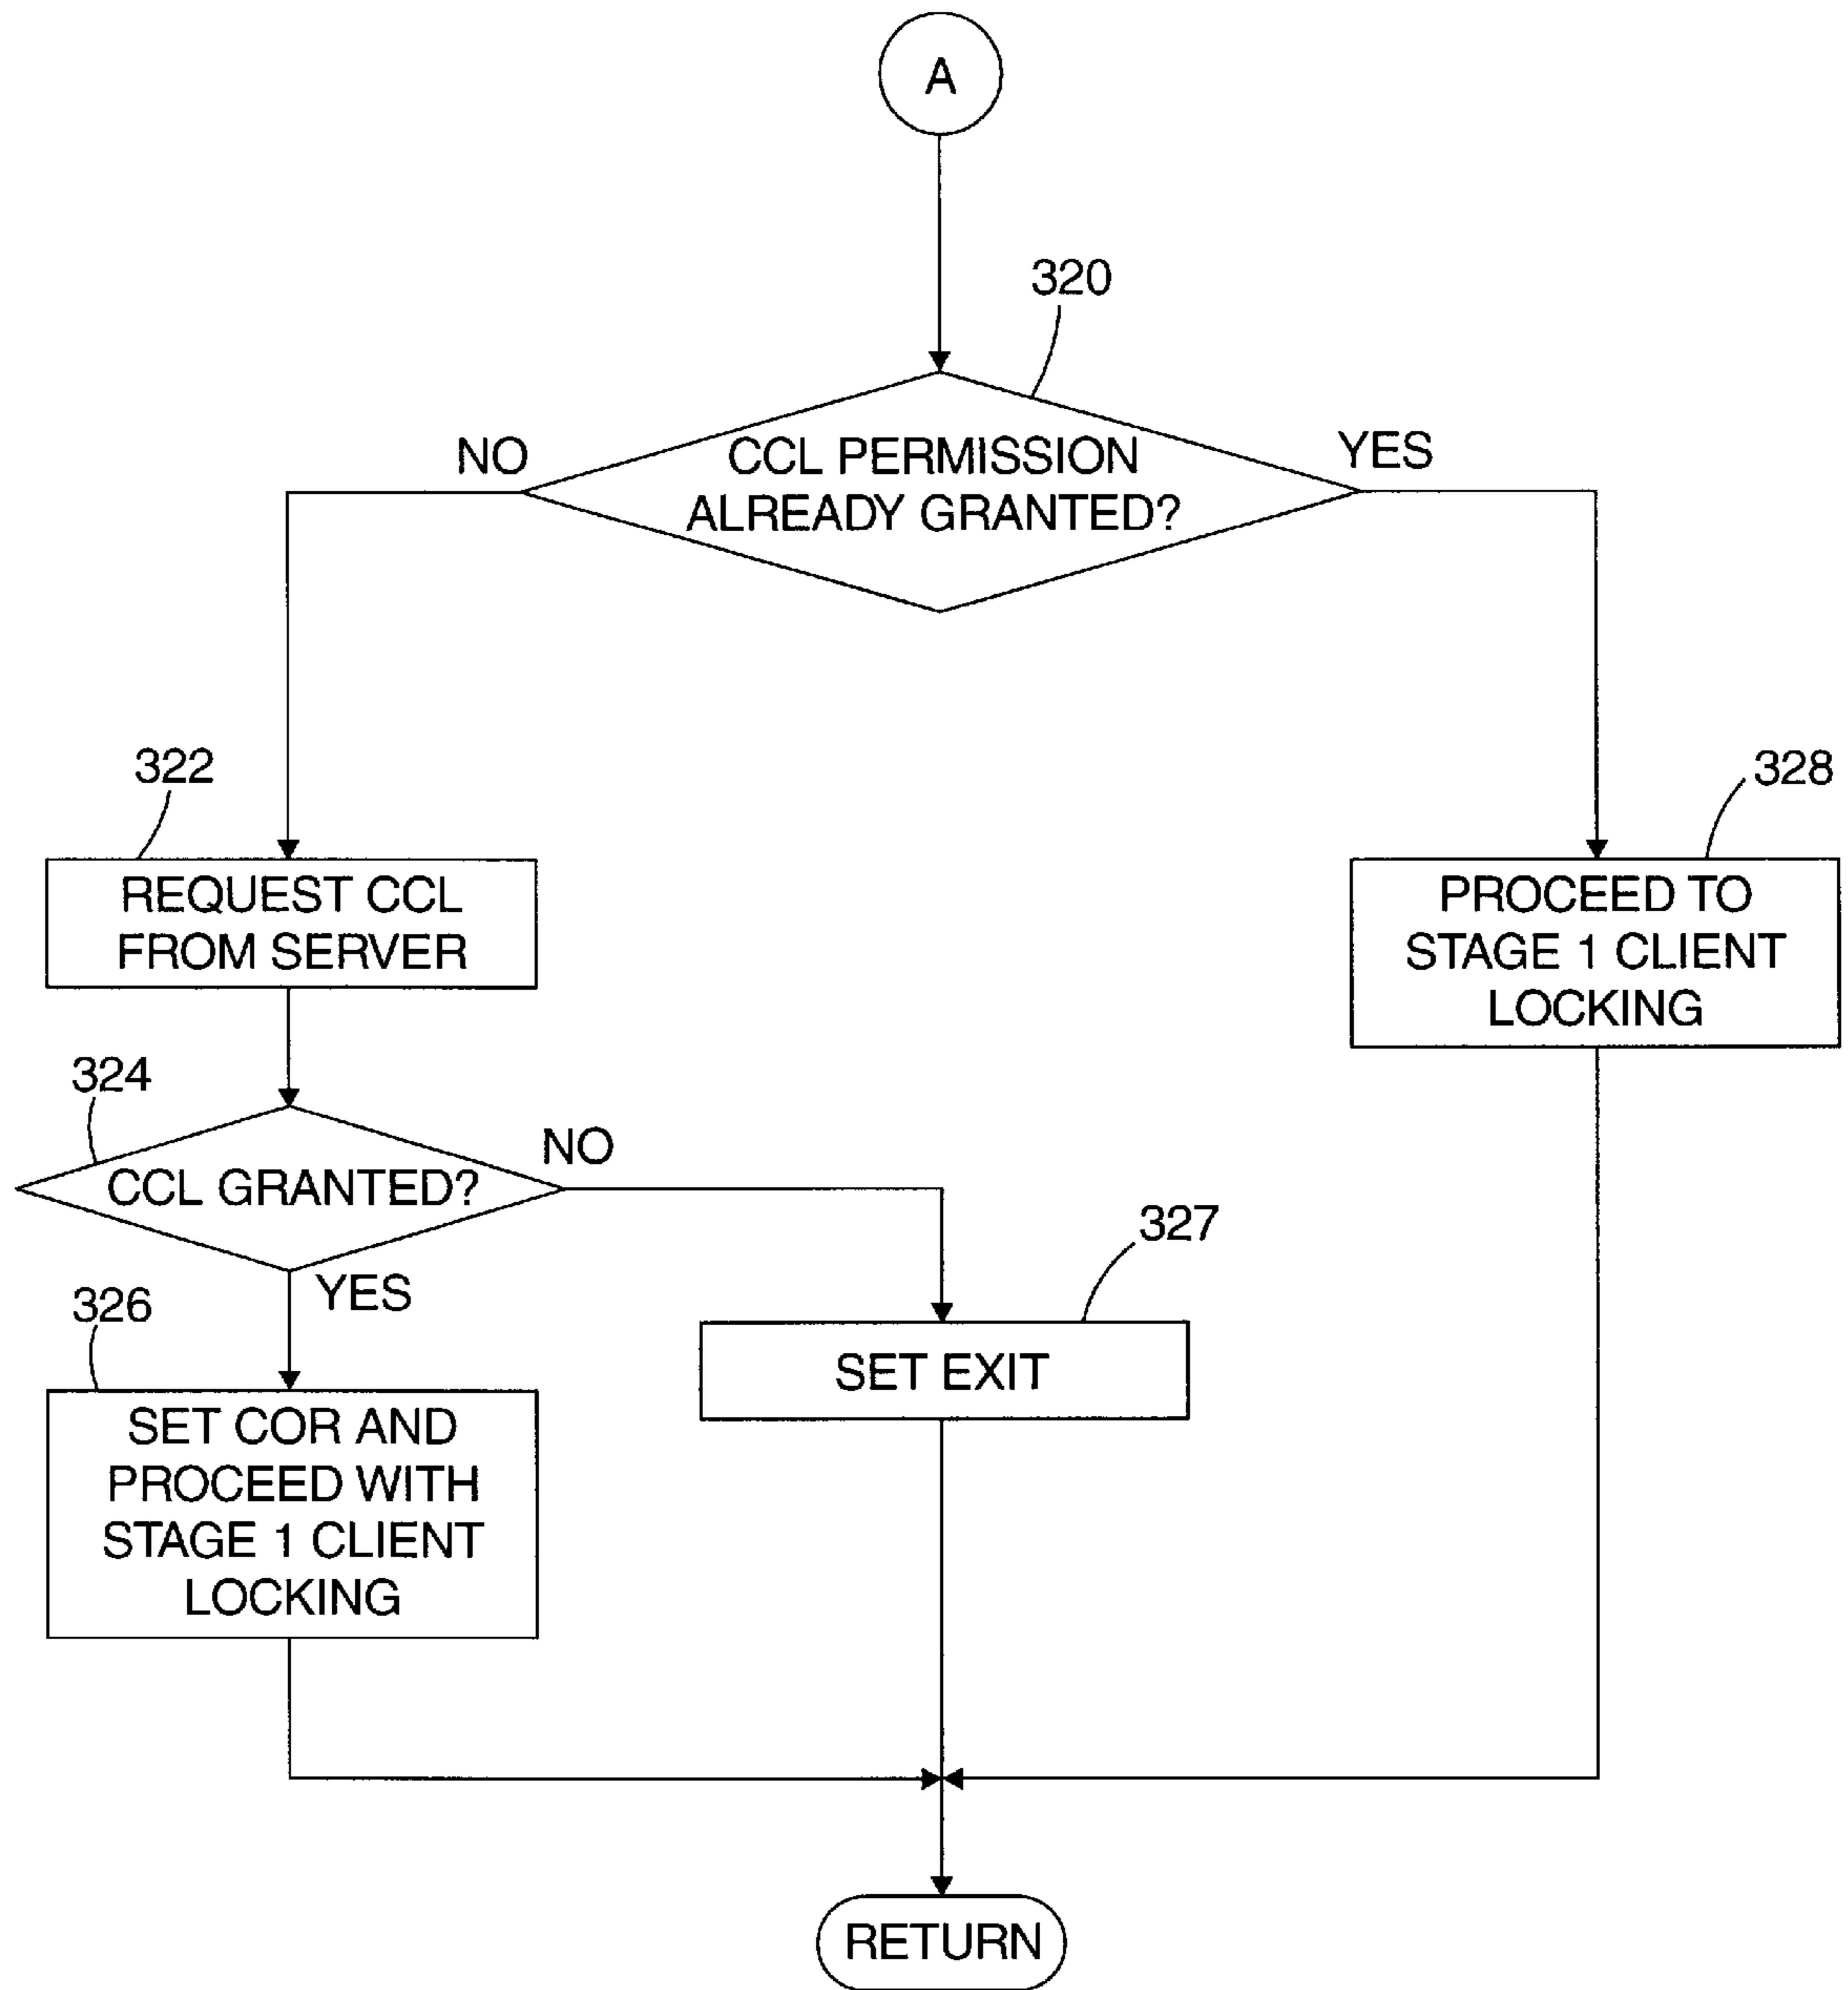 A
320
NO
CCL PERMISSION
ALREADY GRANTED?
YES
322
REQUEST CCL
FROM SERVER
328
PROCEED TO
STAGE 1 CLIENT
LOCKING
324
CCL GRANTED?
NO
YES
327
SET EXIT
326
SET COR AND
PROCEED WITH
STAGE 1 CLIENT
LOCKING
RETURN